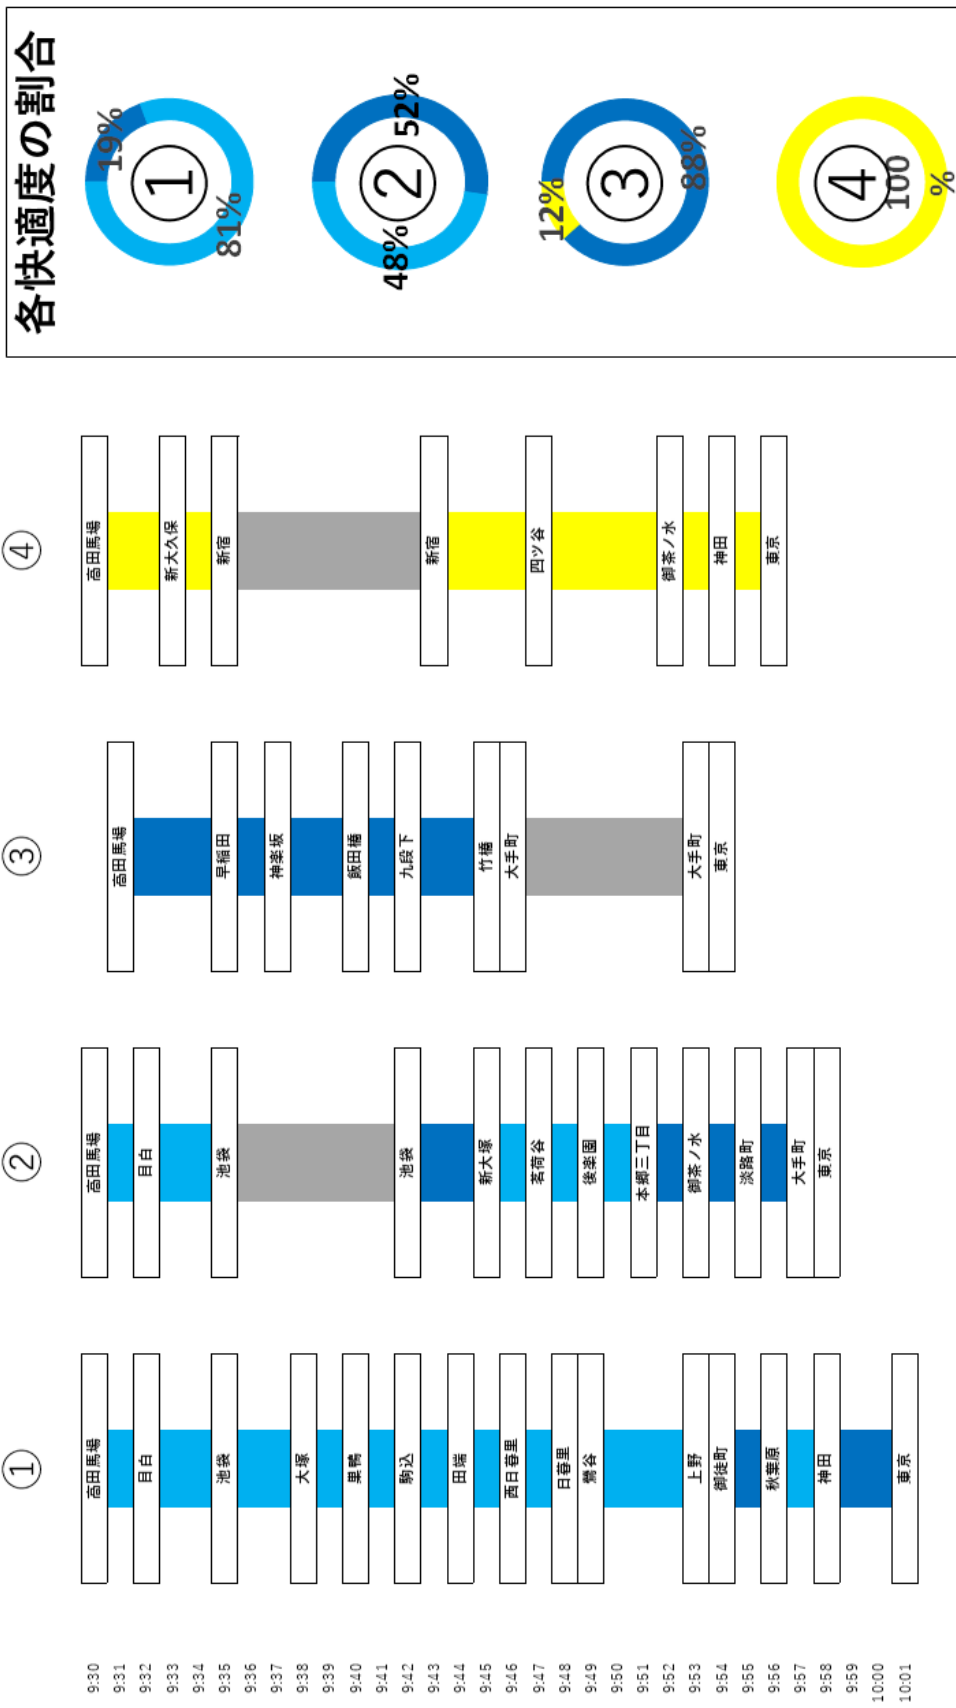 ①
②
③
④
各快適度の割合
9:30
9:31
9:32
9:33
9:34
9:35
9:36
9:37
9:38
9:39
9:40
9:41
9:42
9:43
9:44
9:45
9:46
9:47
9:48
9:49
9:50
9:51
9:52
9:53
9:54
9:55
9:56
9:57
9:58
9:59
10:00
10:01
高田馬場
目白
池袋
大塚
巣鴨
駒込
田端
西日暮里
日暮里
鶯谷
上野
御徒町
秋葉原
神田
東京
高田馬場
目白
池袋
池袋
新大塚
茗荷谷
後楽園
本郷三丁目
御茶ノ水
淡路町
大手町
東京
高田馬場
早稲田
神楽坂
飯田橋
九段下
竹橋
大手町
大手町
東京
高田馬場
新大久保
新宿
新宿
四ツ谷
御茶ノ水
神田
東京
19%
①
81%
52%
②
48%
12%
③
88%
④
100
%